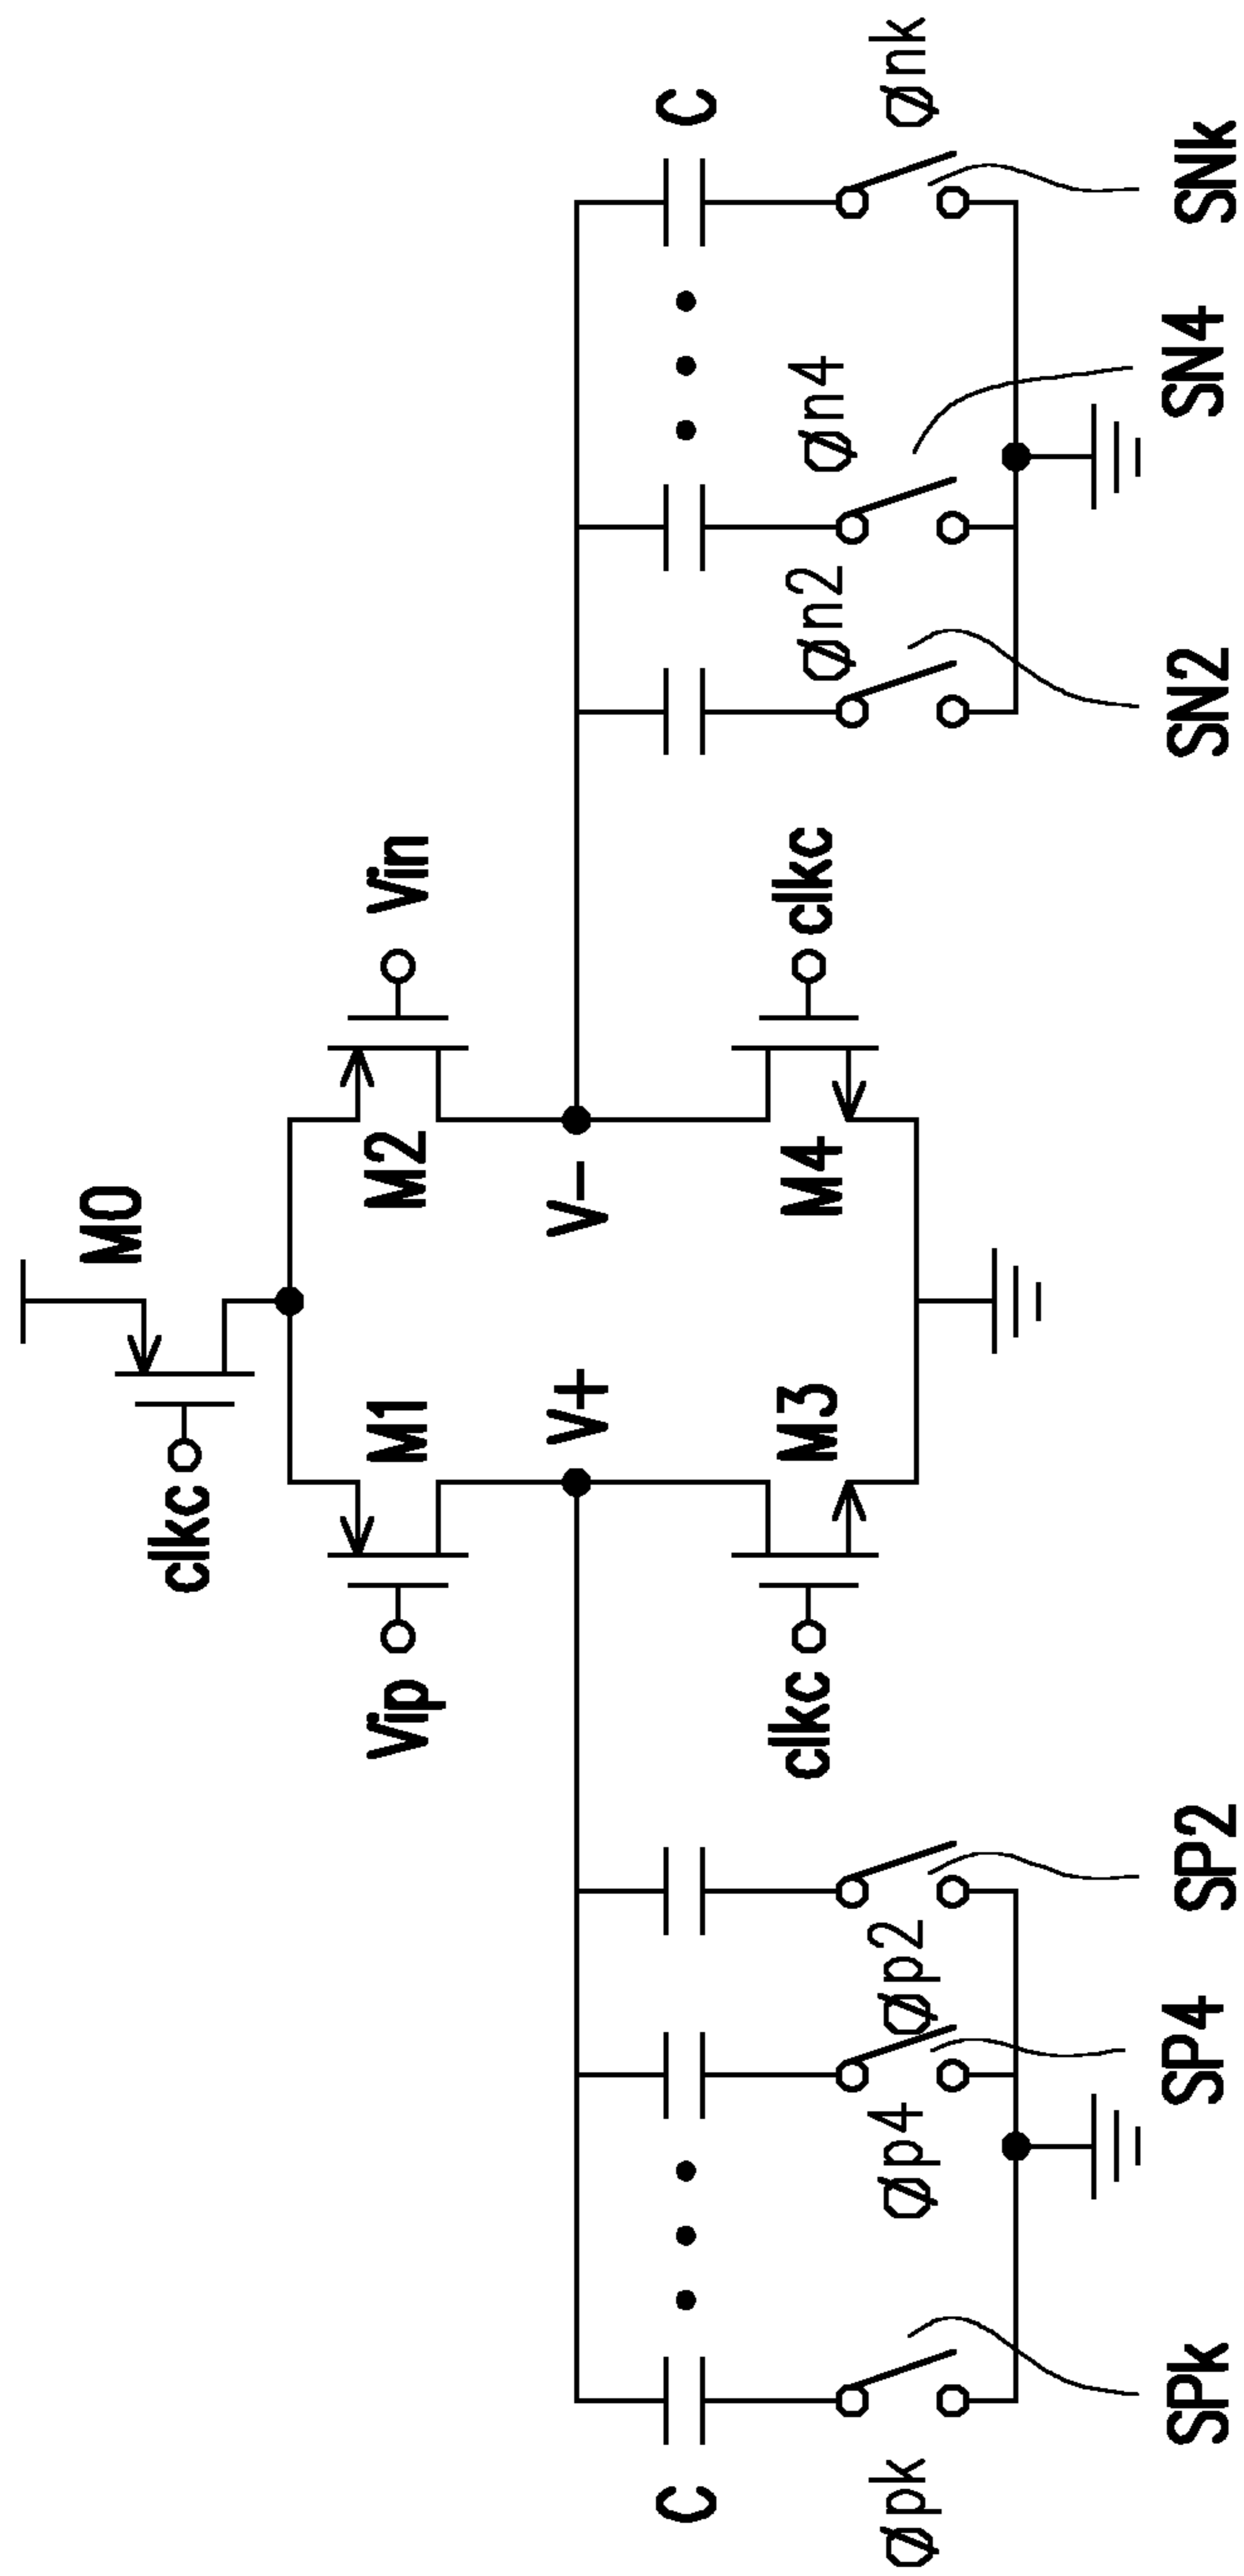 M0
clkc
Vip
M1
M2
Vin
V+
V−
C
C
clkc
M3
M4
clkc
Øpk
Øp4
Øp2
Øn2
Øn4
Ønk
SPk
SP4
SP2
SN2
SN4
SNk